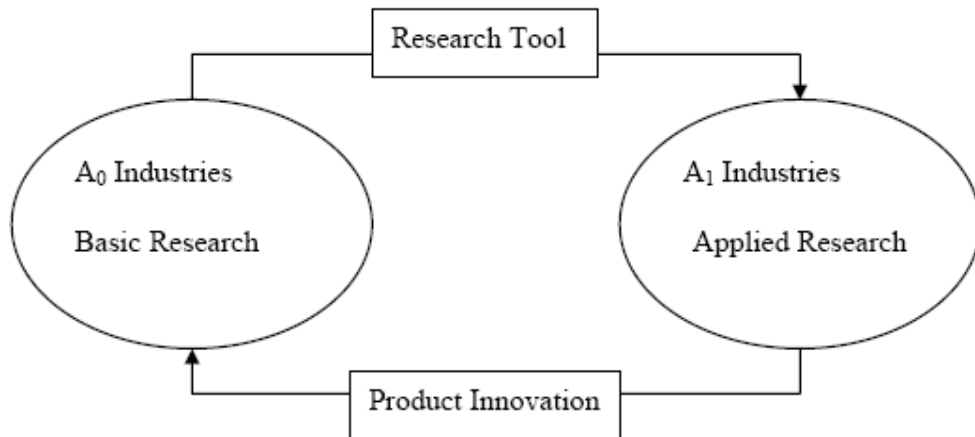 Research Tool
A₀ Industries
Basic Research
A₁ Industries
Applied Research
Product Innovation